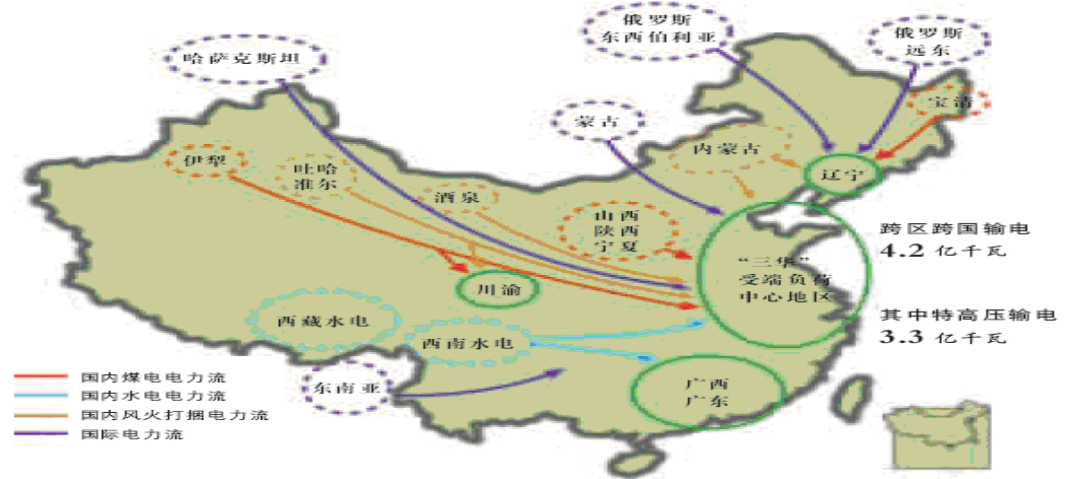 俄罗斯
东西伯利亚
俄罗斯
远东
哈萨克斯坦
宝清
蒙古
内蒙古
伊犁
吐哈
准尔
酒泉
辽宁
山西
陕西
宁夏
跨区跨国输电
4.2 亿千瓦
“三华”
受端负荷
中心地区
川渝
其中特高压输电
3.3 亿千瓦
西藏水电
西南水电
东南亚
广西
广东
国内煤电电力流
国内水电电力流
国内风火打捆电力流
国际电力流